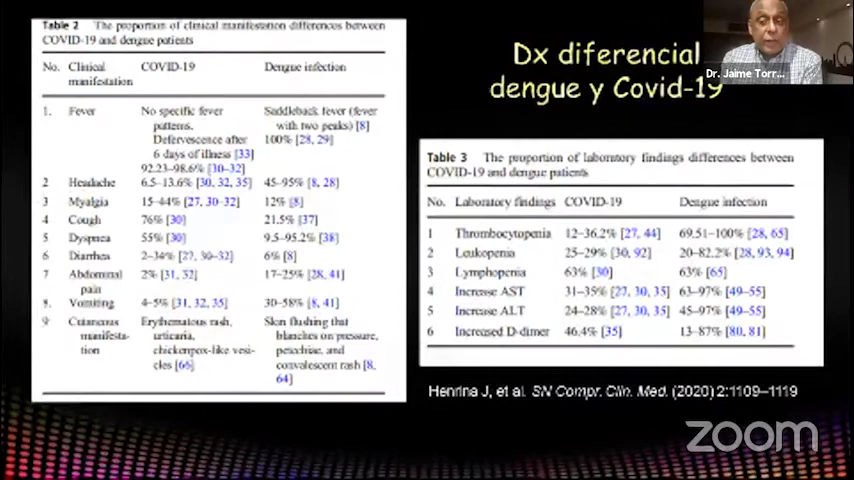 Table 2 The proportion of clinical manifestation differences between
COVID-19 and dengue patients
No. Clinical manifestation COVID-19 Dengue infection
1. Fever No specific fever patterns. Defervescence after 6 days of illness [33] 92.23–98.6% [30–32] Saddleback fever (fever with two peaks) [8] 100% [28, 29]
2 Headache 6.5–13.6% [30, 32, 35] 45–95% [8, 28]
3 Myalgia 15–44% [27, 30–32] 12% [8]
4 Cough 76% [30] 21.5% [37]
5 Dyspnea 55% [30] 9.5–95.2% [38]
6 Diarrhea 2–34% [27, 30–32] 6% [8]
7 Abdominal pain 2% [31, 32] 17–25% [28, 41]
8. Vomiting 4–5% [31, 32, 35] 30–58% [8, 41]
9 Cutaneous manifesta-tion Erythematous rash, urticaria, chickenpox-like vesi-cles [66] Skin flushing that blanches on pressure, petechiae, and convalescent rash [8, 64]
Dx diferencial
dengue y Covid-19
Dr. Jaime Torr...
Table 3 The proportion of laboratory findings differences between
COVID-19 and dengue patients
No. Laboratory findings COVID-19 Dengue infection
1 Thrombocytopenia 12–36.2% [27, 44] 69.51–100% [28, 65]
2 Leukopenia 25–29% [30, 92] 20–82.2% [28, 93, 94]
3 Lymphopenia 63% [30] 63% [65]
4 Increase AST 31–35% [27, 30, 35] 63–97% [49–55]
5 Increase ALT 24–28% [27, 30, 35] 45–97% [49–55]
6 Increased D-dimer 46.4% [35] 13–87% [80, 81]
Henrina J, et al. SN Compr. Clin. Med. (2020) 2:1109–1119
zoom